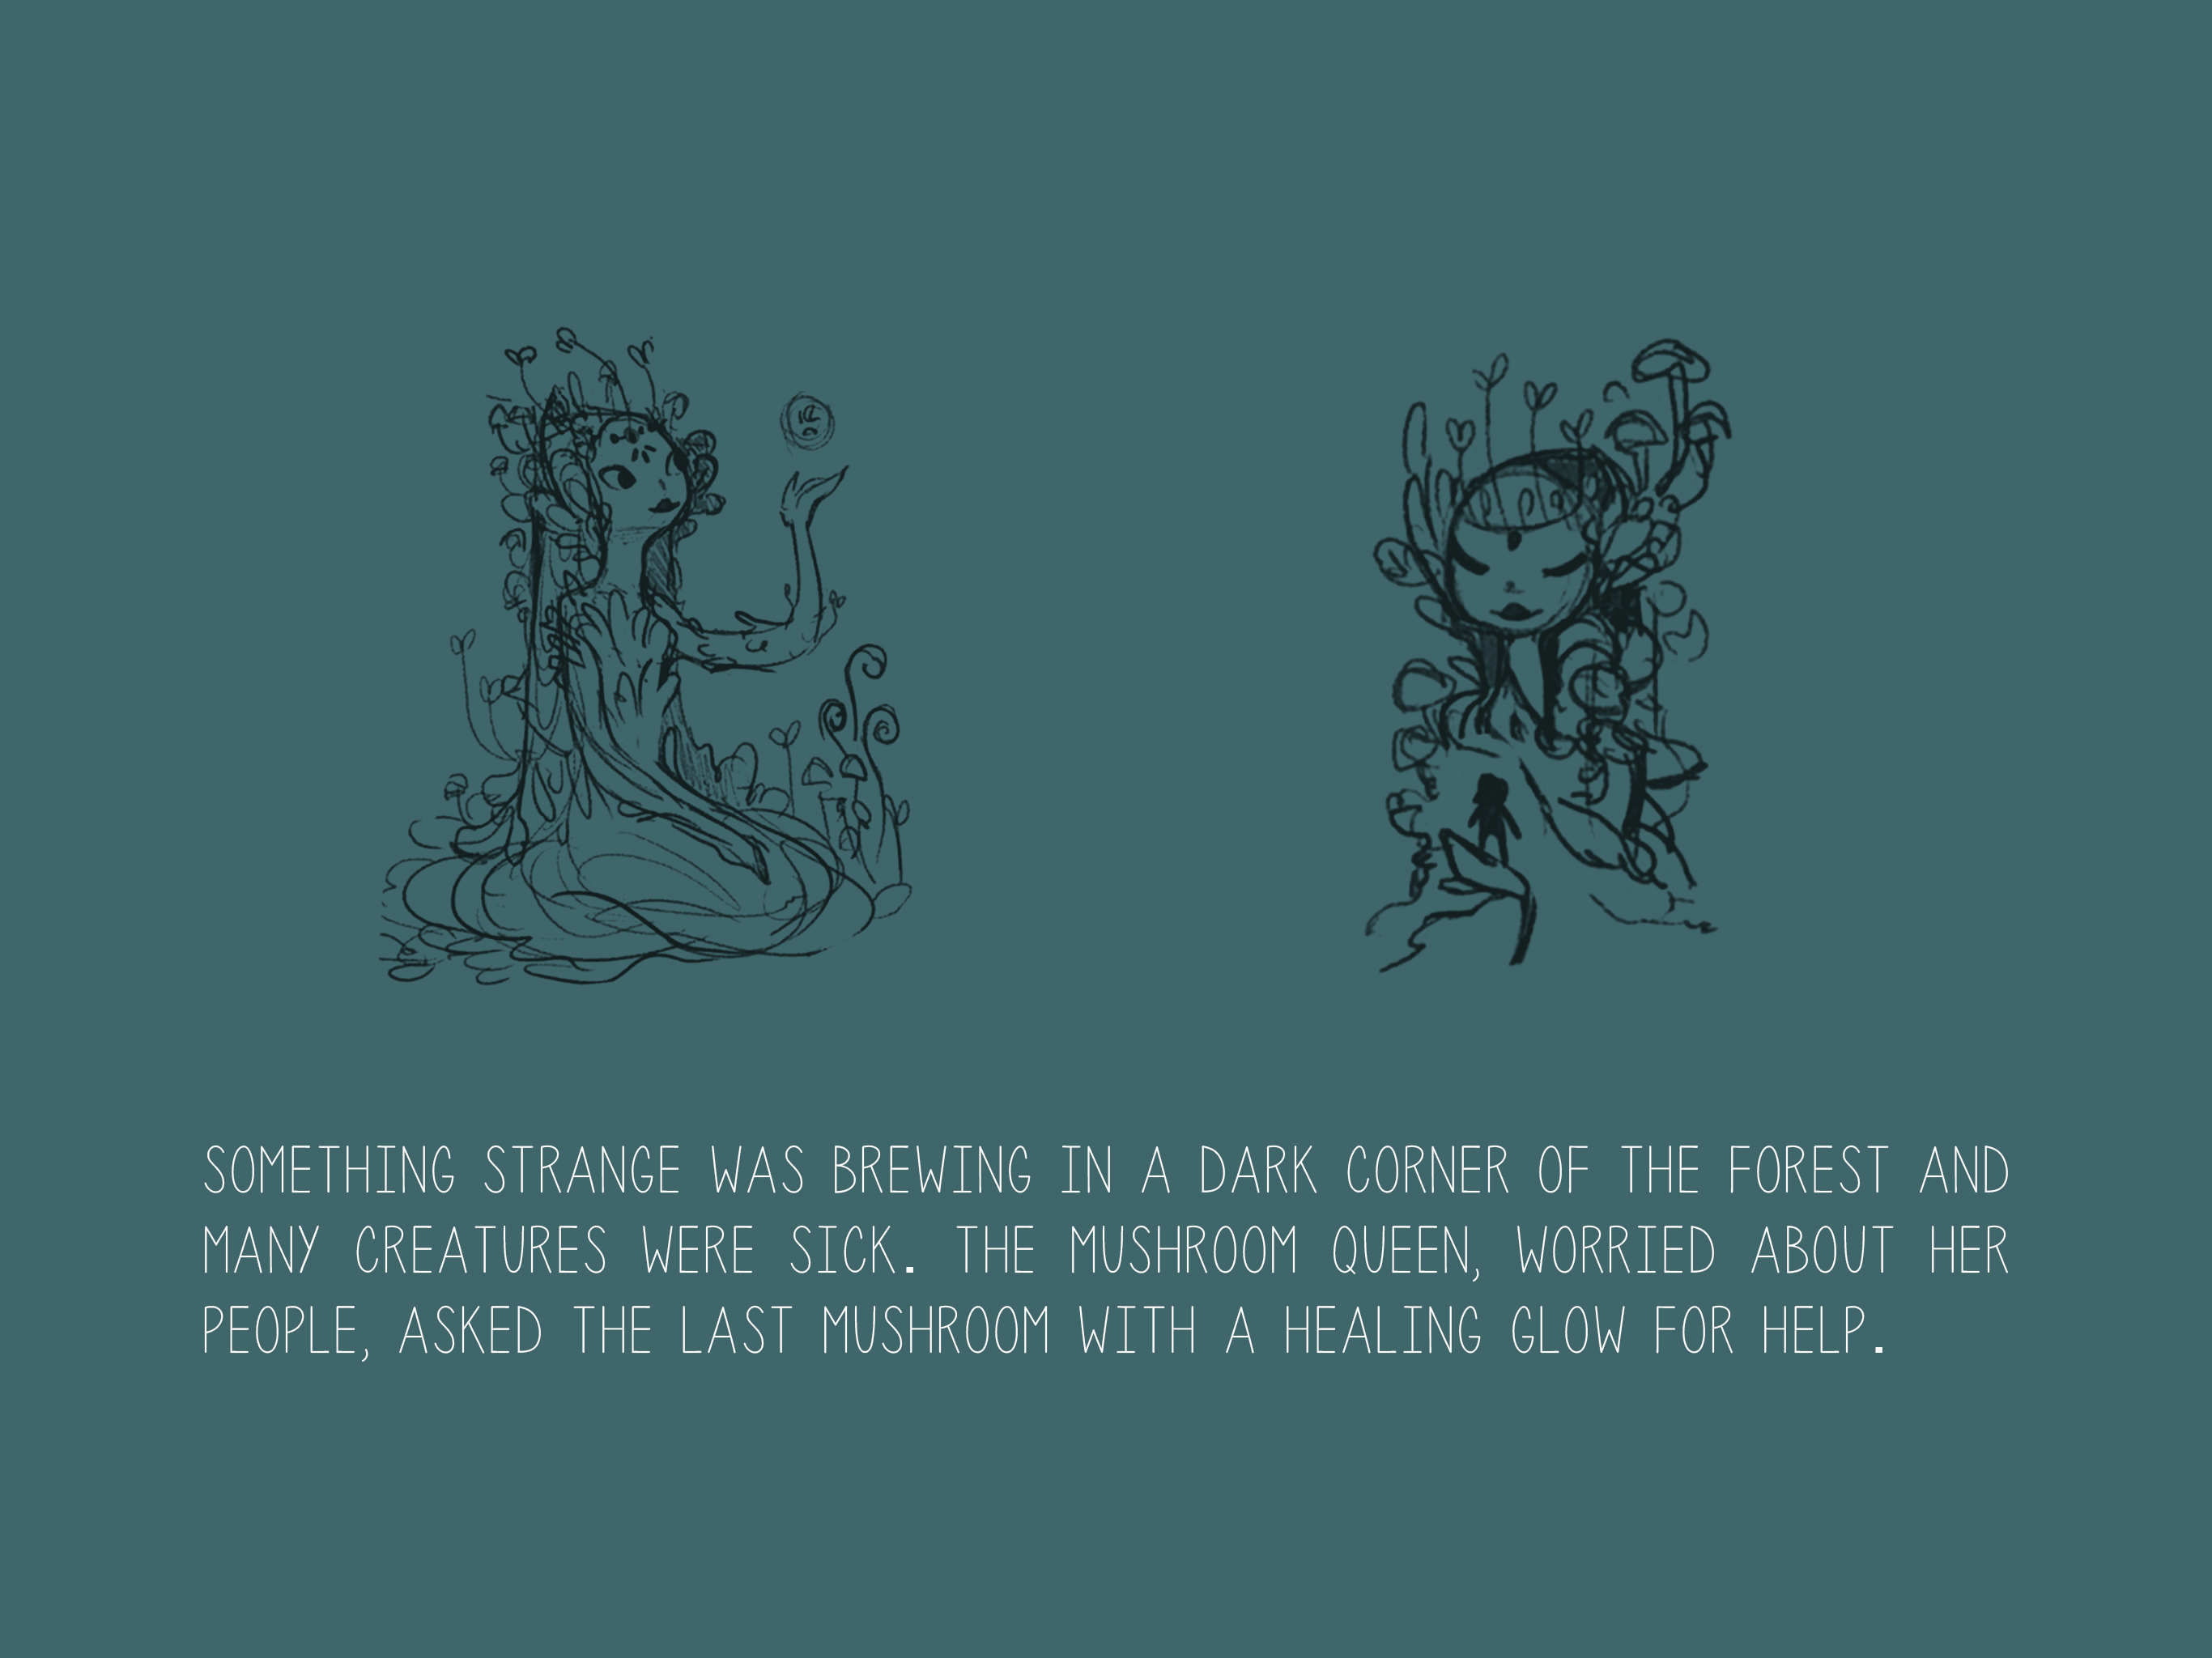 SOMETHING STRANGE WAS BREWING IN A DARK CORNER OF THE FOREST AND
MANY CREATURES WERE SICK. THE MUSHROOM QUEEN, WORRIED ABOUT HER
PEOPLE, ASKED THE LAST MUSHROOM WITH A HEALING GLOW FOR HELP.